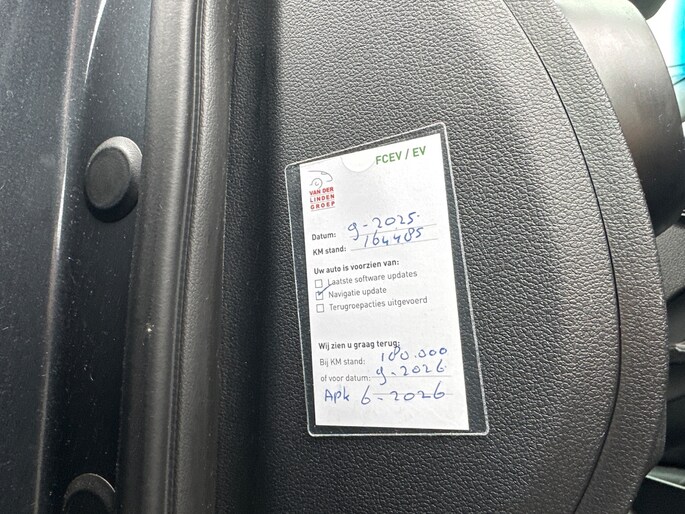 FCEV / EV
VAN DER
LINDEN
GROEP
Datum: 9-2025.
KM stand: 164485
Uw auto is voorzien van:
Laatste software updates
Navigatie update
Terugroepacties uitgevoerd
Wij zien u graag terug:
Bij KM stand: 180.000
of voor datum: 9-2026.
Apk 6-2026